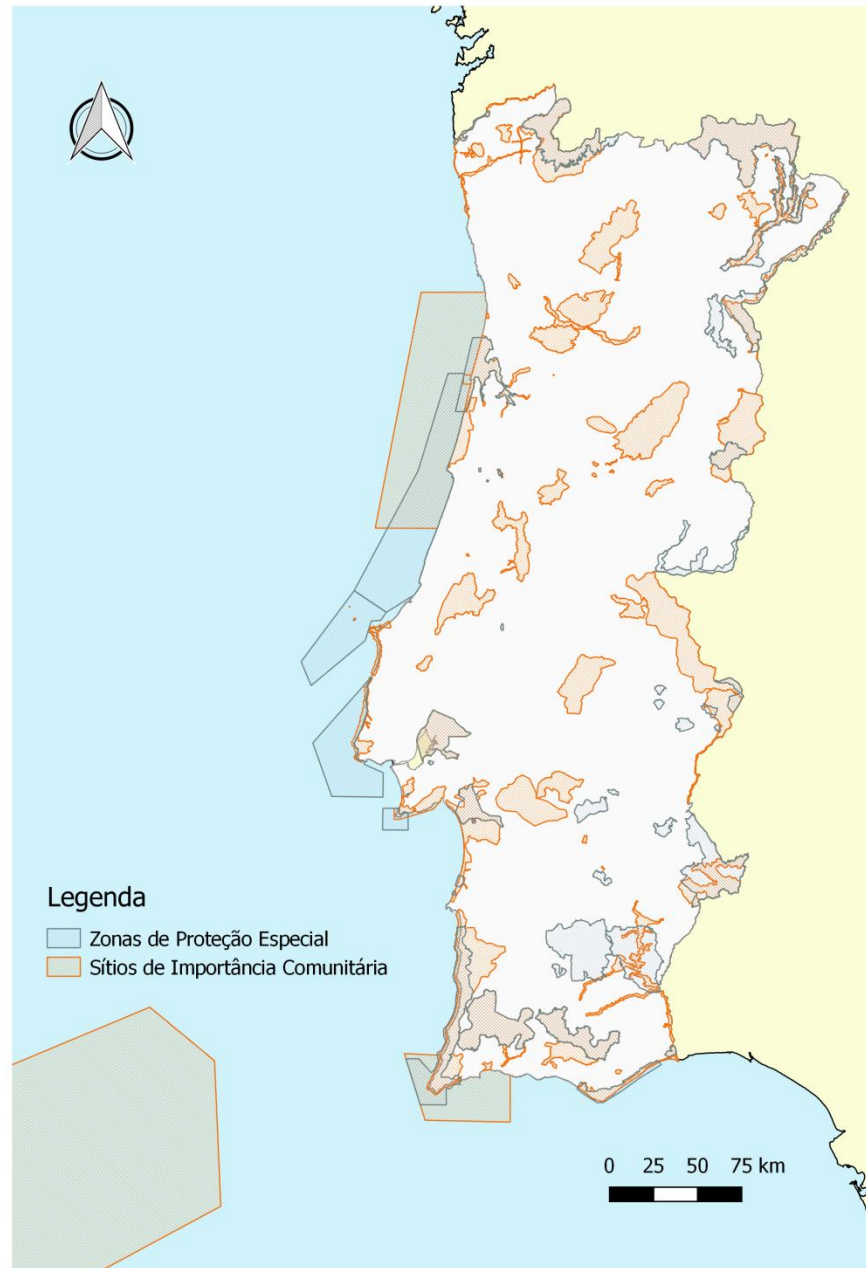 Legenda
Zonas de Proteção Especial
Sítios de Importância Comunitária
0 25 50 75 km